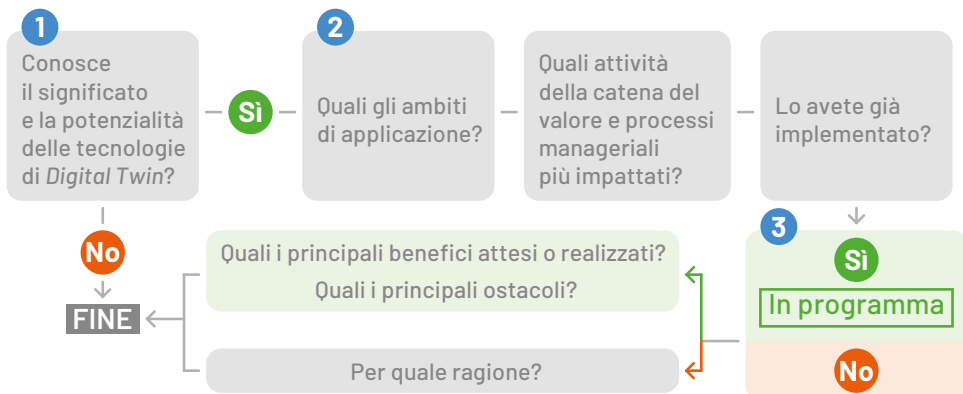 1
Conosce
il significato
e la potenzialità
delle tecnologie
di Digital Twin?
Sì
2
Quali gli ambiti
di applicazione?
Quali attività
della catena del
valore e processi
manageriali
più impattati?
Lo avete già
implementato?
No
FINE
3
Sì
In programma
No
Quali i principali benefici attesi o realizzati?
Quali i principali ostacoli?
Per quale ragione?